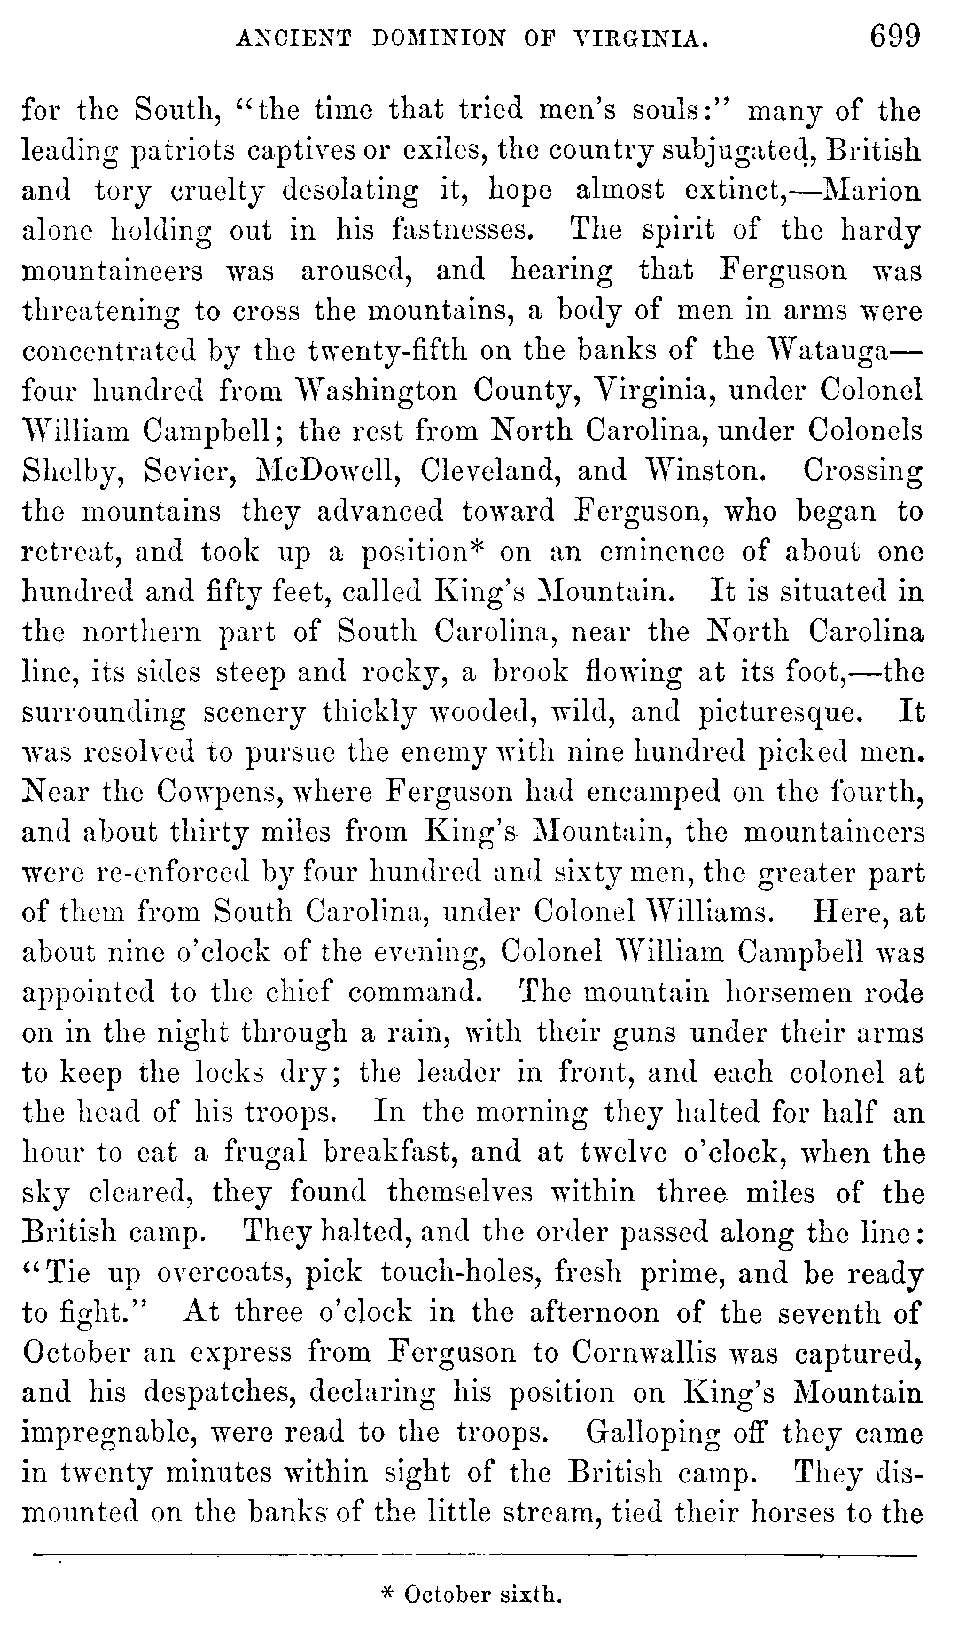 ANCIENT DOMINION OF VIRGINIA. 699
for the South, "the time that tried men's souls:" many of the
leading patriots captives or exiles, the country subjugated, British
and tory cruelty desolating it, hope almost extinct,—Marion
alone holding out in his fastnesses. The spirit of the hardy
mountaineers was aroused, and hearing that Ferguson was
threatening to cross the mountains, a body of men in arms were
concentrated by the twenty-fifth on the banks of the Watauga—
four hundred from Washington County, Virginia, under Colonel
William Campbell; the rest from North Carolina, under Colonels
Shelby, Sevier, McDowell, Cleveland, and Winston. Crossing
the mountains they advanced toward Ferguson, who began to
retreat, and took up a position* on an eminence of about one
hundred and fifty feet, called King's Mountain. It is situated in
the northern part of South Carolina, near the North Carolina
line, its sides steep and rocky, a brook flowing at its foot,—the
surrounding scenery thickly wooded, wild, and picturesque. It
was resolved to pursue the enemy with nine hundred picked men.
Near the Cowpens, where Ferguson had encamped on the fourth,
and about thirty miles from King's Mountain, the mountaineers
were re-enforced by four hundred and sixty men, the greater part
of them from South Carolina, under Colonel Williams. Here, at
about nine o'clock of the evening, Colonel William Campbell was
appointed to the chief command. The mountain horsemen rode
on in the night through a rain, with their guns under their arms
to keep the locks dry; the leader in front, and each colonel at
the head of his troops. In the morning they halted for half an
hour to eat a frugal breakfast, and at twelve o'clock, when the
sky cleared, they found themselves within three miles of the
British camp. They halted, and the order passed along the line:
"Tie up overcoats, pick touch-holes, fresh prime, and be ready
to fight." At three o'clock in the afternoon of the seventh of
October an express from Ferguson to Cornwallis was captured,
and his despatches, declaring his position on King's Mountain
impregnable, were read to the troops. Galloping off they came
in twenty minutes within sight of the British camp. They dis-
mounted on the banks of the little stream, tied their horses to the
* October sixth.